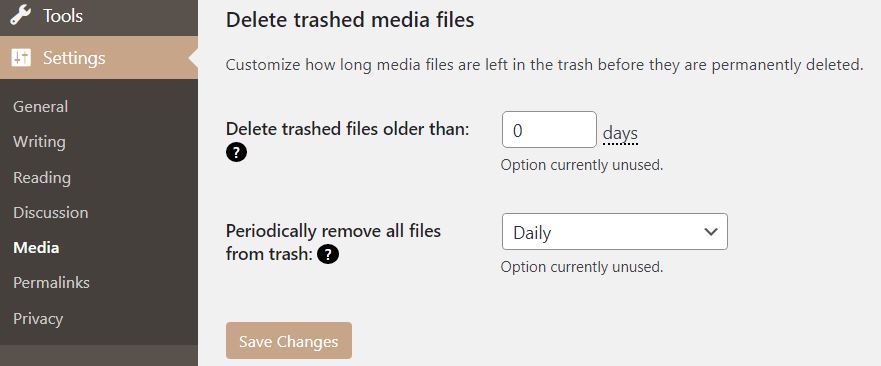 Tools
Settings
General
Writing
Reading
Discussion
Media
Permalinks
Privacy
Delete trashed media files
Customize how long media files are left in the trash before they are permanently deleted.
Delete trashed files older than:
?
0 days
Option currently unused.
Periodically remove all files
from trash: ?
Daily
Option currently unused.
Save Changes